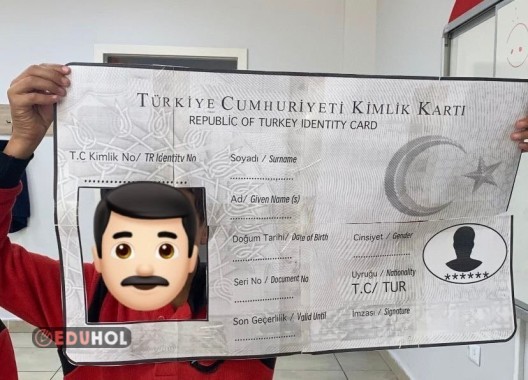 TÜRKİYE CUMHURİYETİ KİMLİK KARTI
REPUBLIC OF TURKEY IDENTITY CARD
T.C Kimlik No/ TR Identity No
Soyadı / Surname
Ad/ Given Name (s)
Doğum Tarihi/ Date of Birth
Cinsiyet / Gender
Seri No / Document No
Uyruğu / Nationality
T.C/ TUR
Son Geçerlilik / Valid Until
İmzası / Signature
******
EDUHOL